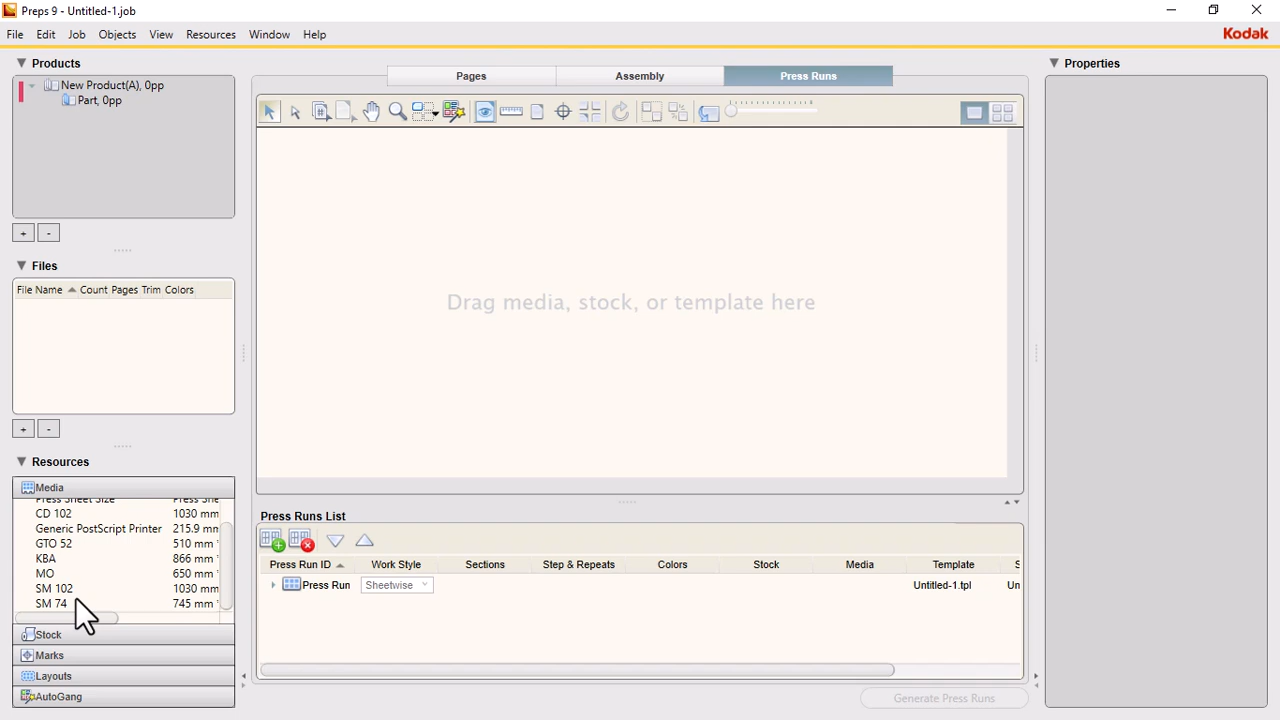 Preps 9 - Untitled-1.job
File Edit Job Objects View Resources Window Help
Kodak
Products
New Product(A), 0pp
Part, 0pp
+ -
Files
File Name Count Pages Trim Colors
+ -
Resources
Media
Press Sheet Size Press She
CD 102 1030 mm
Generic PostScript Printer 215.9 mm
GTO 52 510 mm *
KBA 866 mm *
MO 650 mm *
SM 102 1030 mm
SM 74 745 mm *
Stock
Marks
Layouts
AutoGang
Pages Assembly Press Runs
Drag media, stock, or template here
Press Runs List
Press Run ID Work Style Sections Step & Repeats Colors Stock Media Template S
Press Run Sheetwise Untitled-1.tpl Un
Generate Press Runs
Properties